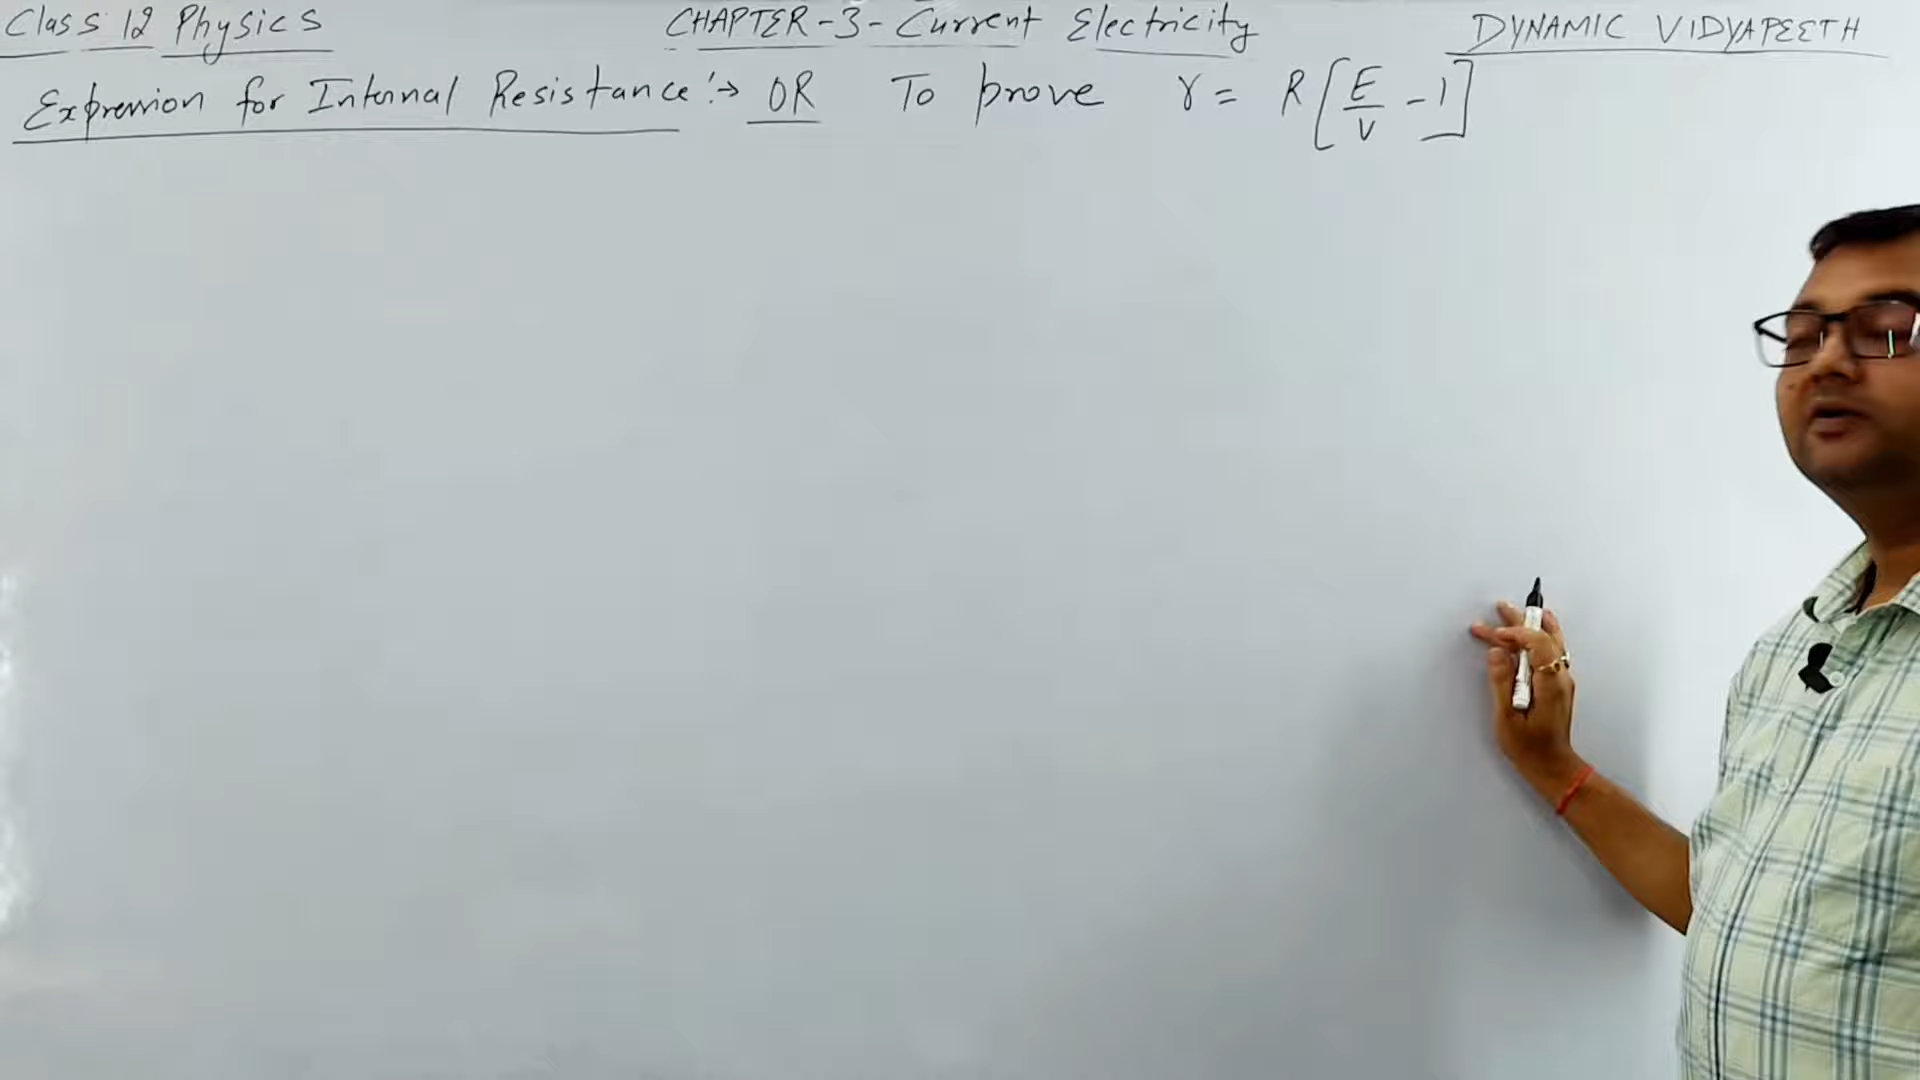 Class 12 Physics CHAPTER-3- Current Electricity DYNAMIC VIDYAPEETH
Expression for Internal Resistance :→ OR To prove r = R[E/V - 1]